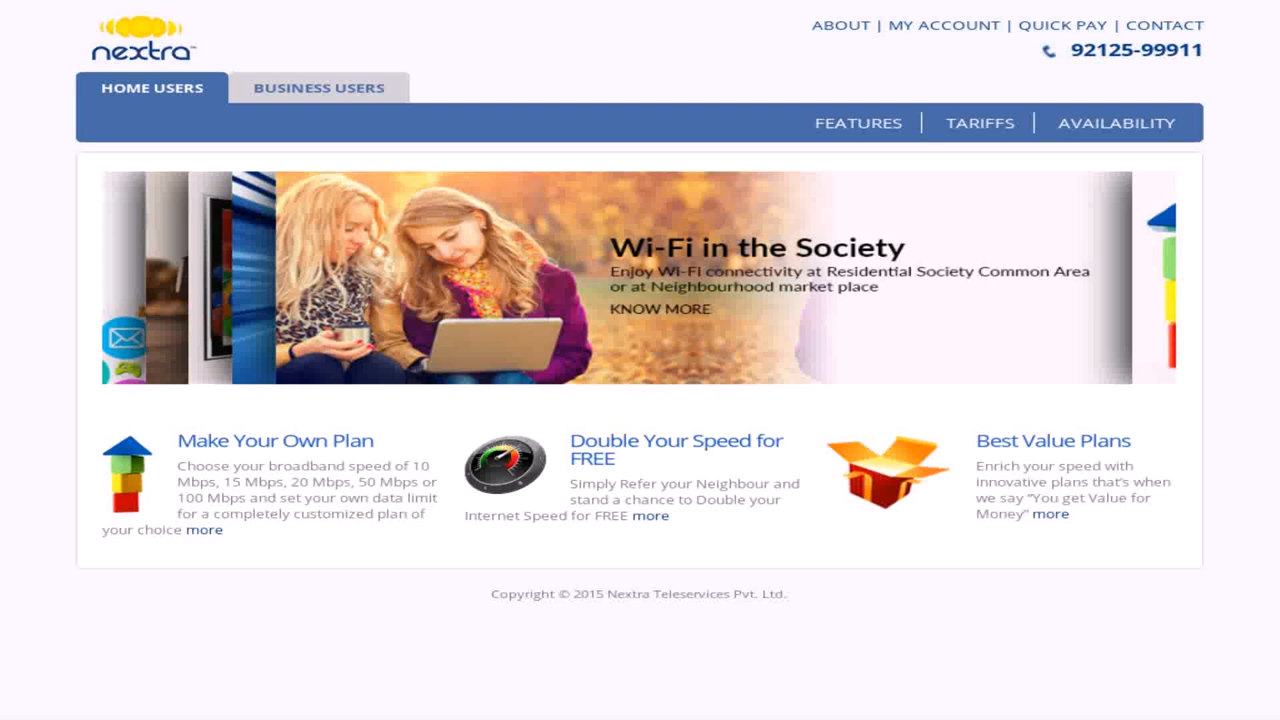 nextra™
ABOUT | MY ACCOUNT | QUICK PAY | CONTACT
92125-99911
HOME USERS
BUSINESS USERS
FEATURES
TARIFFS
AVAILABILITY
Wi-Fi in the Society
Enjoy Wi-Fi connectivity at Residential Society Common Area
or at Neighbourhood market place
KNOW MORE
Make Your Own Plan
Choose your broadband speed of 10
Mbps, 15 Mbps, 20 Mbps, 50 Mbps or
100 Mbps and set your own data limit
for a completely customized plan of
your choice more
Double Your Speed for
FREE
Simply Refer your Neighbour and
stand a chance to Double your
Internet Speed for FREE more
Best Value Plans
Enrich your speed with
innovative plans that's when
we say “You get Value for
Money” more
Copyright © 2015 Nextra Teleservices Pvt. Ltd.